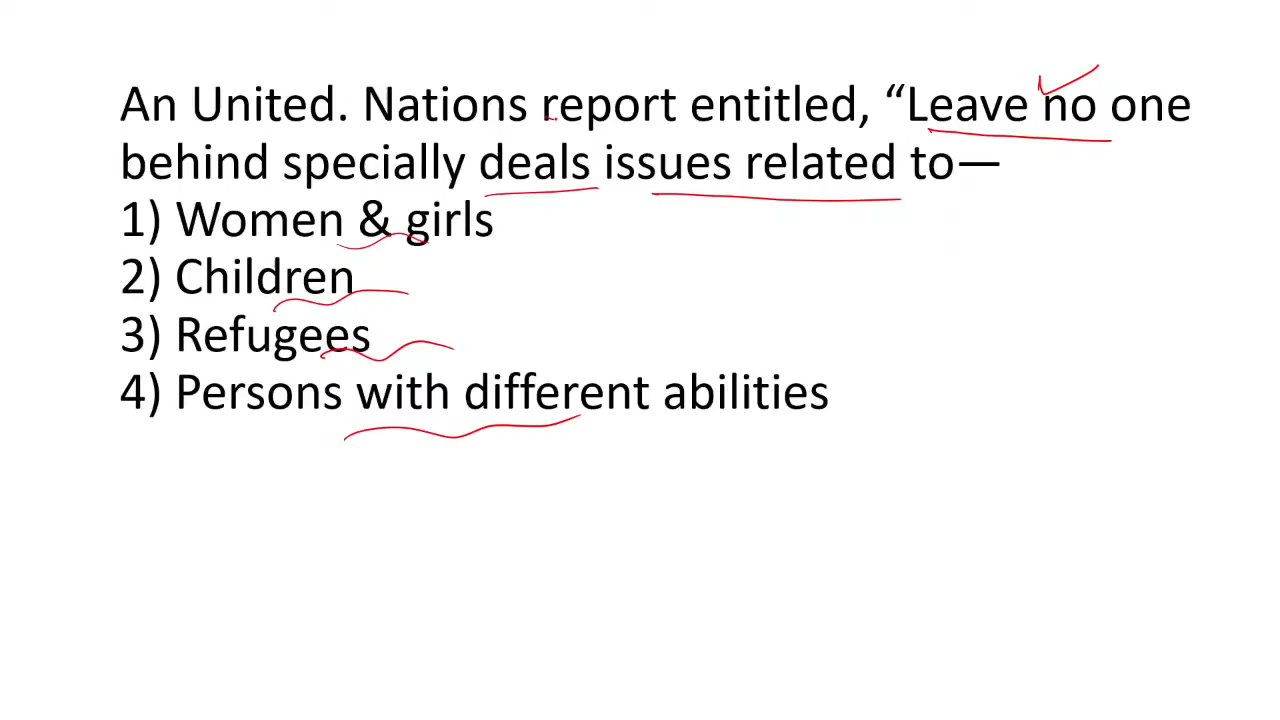 An United. Nations report entitled, “Leave no one
behind specially deals issues related to—
1) Women & girls
2) Children
3) Refugees
4) Persons with different abilities